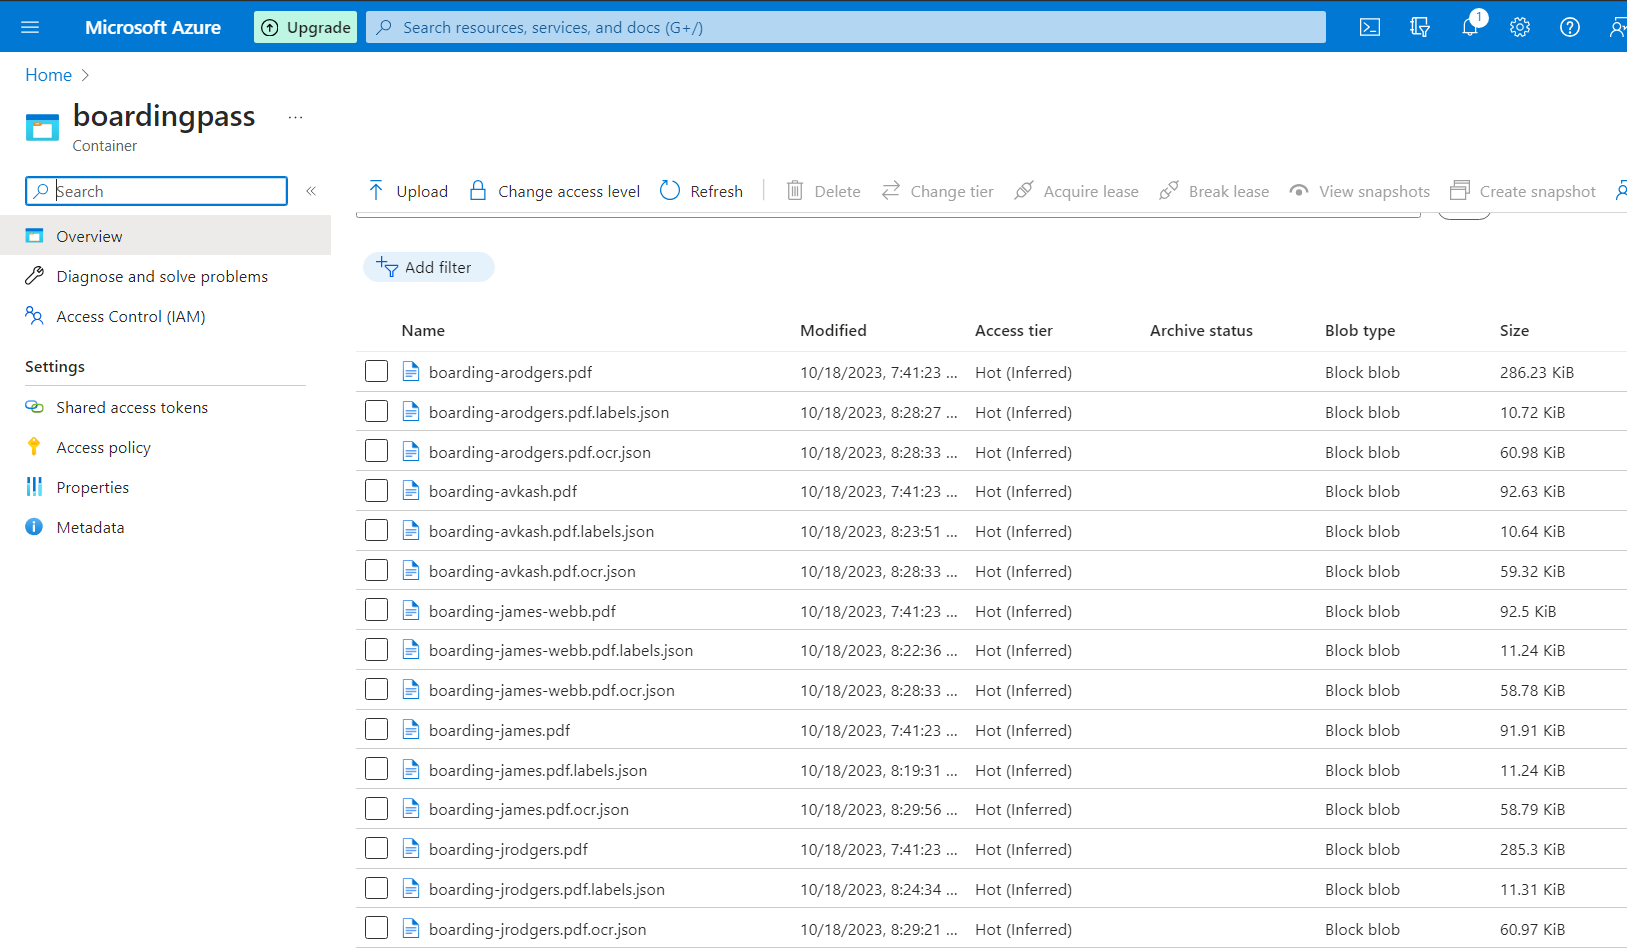 Microsoft Azure
Upgrade
Search resources, services, and docs (G+/)
1
Home
boardingpass
...
Container
Search
«
Upload
Change access level
Refresh
Delete
Change tier
Acquire lease
Break lease
View snapshots
Create snapshot
Overview
Diagnose and solve problems
Access Control (IAM)
Settings
Shared access tokens
Access policy
Properties
Metadata
Add filter
Name Modified Access tier Archive status Blob type Size
boarding-arodgers.pdf 10/18/2023, 7:41:23 ... Hot (Inferred) Block blob 286.23 KiB
boarding-arodgers.pdf.labels.json 10/18/2023, 8:28:27 ... Hot (Inferred) Block blob 10.72 KiB
boarding-arodgers.pdf.ocr.json 10/18/2023, 8:28:33 ... Hot (Inferred) Block blob 60.98 KiB
boarding-avkash.pdf 10/18/2023, 7:41:23 ... Hot (Inferred) Block blob 92.63 KiB
boarding-avkash.pdf.labels.json 10/18/2023, 8:23:51 ... Hot (Inferred) Block blob 10.64 KiB
boarding-avkash.pdf.ocr.json 10/18/2023, 8:28:33 ... Hot (Inferred) Block blob 59.32 KiB
boarding-james-webb.pdf 10/18/2023, 7:41:23 ... Hot (Inferred) Block blob 92.5 KiB
boarding-james-webb.pdf.labels.json 10/18/2023, 8:22:36 ... Hot (Inferred) Block blob 11.24 KiB
boarding-james-webb.pdf.ocr.json 10/18/2023, 8:28:33 ... Hot (Inferred) Block blob 58.78 KiB
boarding-james.pdf 10/18/2023, 7:41:23 ... Hot (Inferred) Block blob 91.91 KiB
boarding-james.pdf.labels.json 10/18/2023, 8:19:31 ... Hot (Inferred) Block blob 11.24 KiB
boarding-james.pdf.ocr.json 10/18/2023, 8:29:56 ... Hot (Inferred) Block blob 58.79 KiB
boarding-jrodgers.pdf 10/18/2023, 7:41:23 ... Hot (Inferred) Block blob 285.3 KiB
boarding-jrodgers.pdf.labels.json 10/18/2023, 8:24:34 ... Hot (Inferred) Block blob 11.31 KiB
boarding-jrodgers.pdf.ocr.json 10/18/2023, 8:29:21 ... Hot (Inferred) Block blob 60.97 KiB